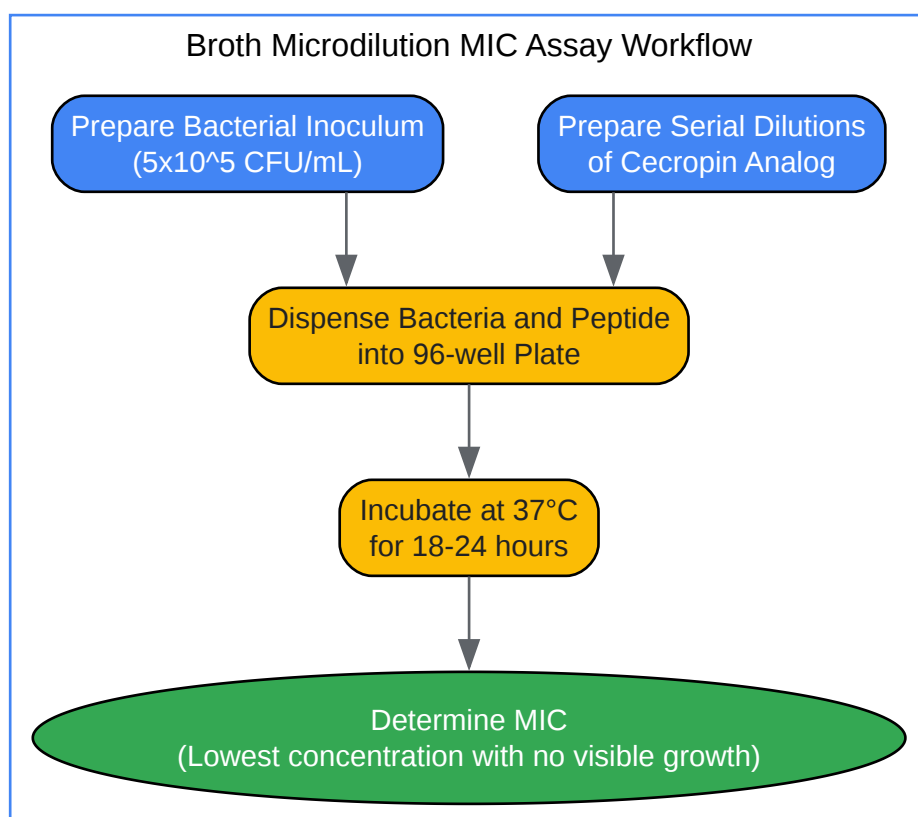 Broth Microdilution MIC Assay Workflow
Prepare Bacterial Inoculum
(5x10^5 CFU/mL)
Prepare Serial Dilutions
of Cecropin Analog
Dispense Bacteria and Peptide
into 96-well Plate
Incubate at 37°C
for 18-24 hours
Determine MIC
(Lowest concentration with no visible growth)